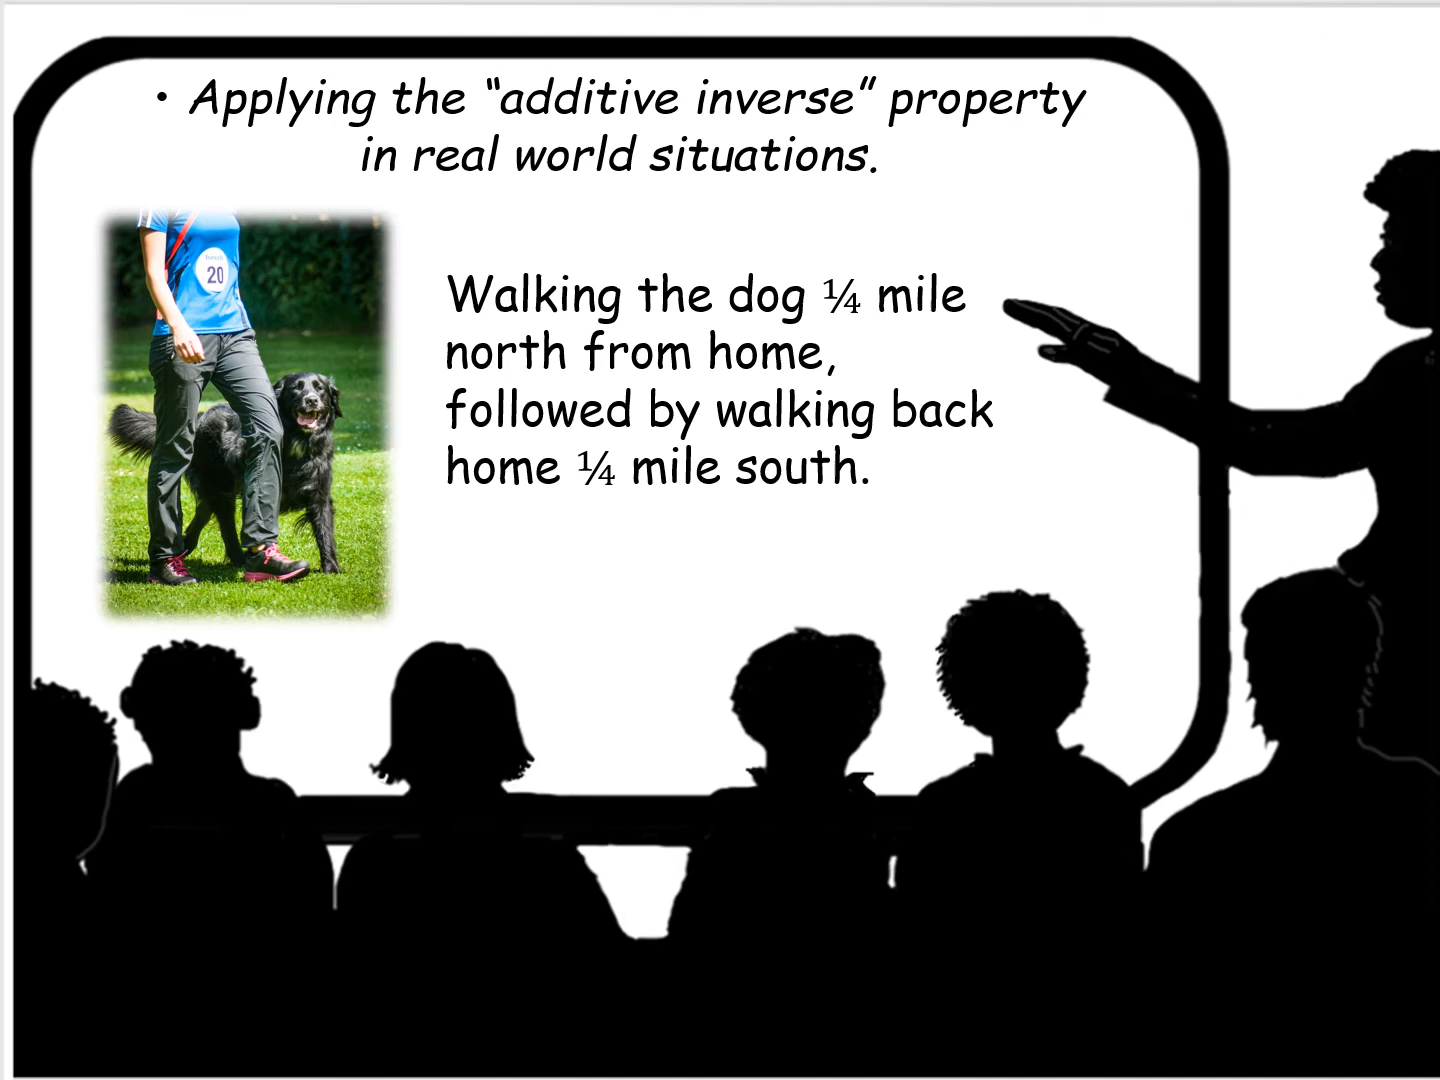 • Applying the “additive inverse” property
in real world situations.
20
Walking the dog ¼ mile
north from home,
followed by walking back
home ¼ mile south.